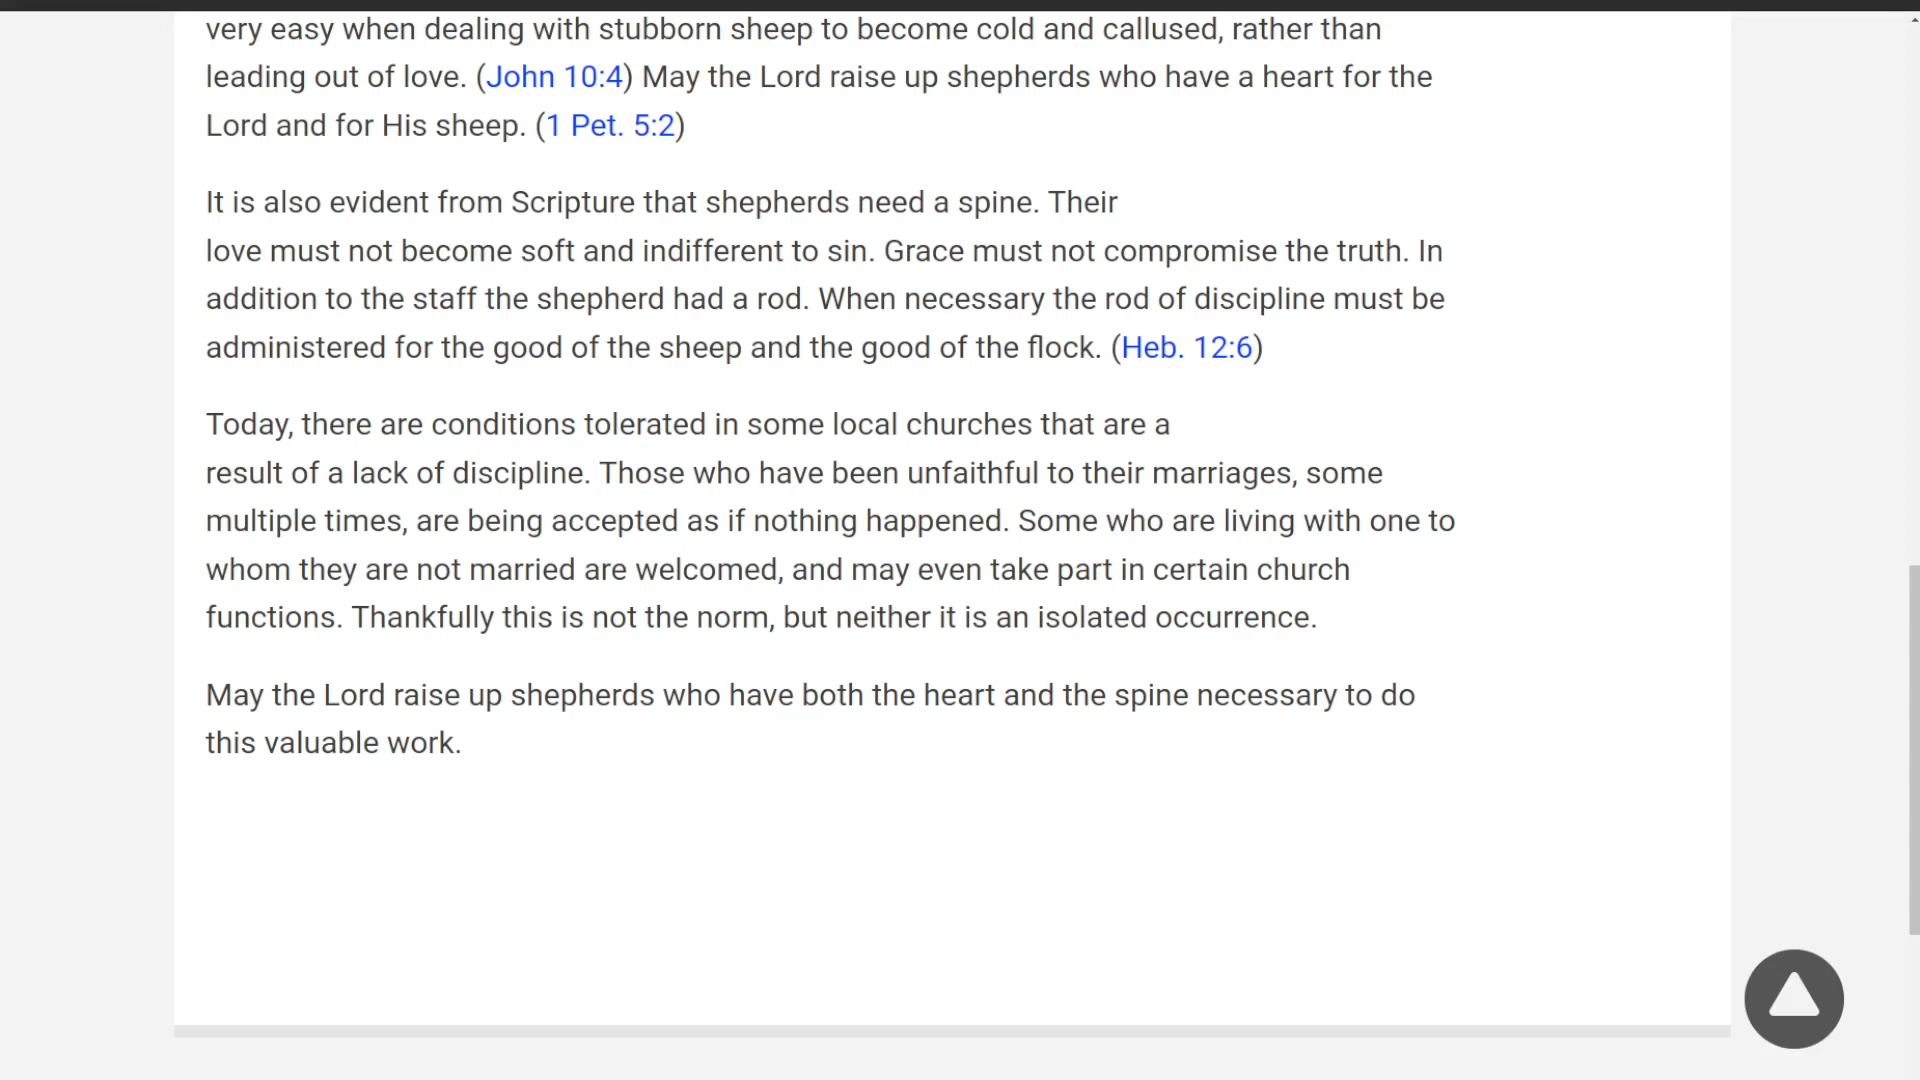 very easy when dealing with stubborn sheep to become cold and callused, rather than
leading out of love. (John 10:4) May the Lord raise up shepherds who have a heart for the
Lord and for His sheep. (1 Pet. 5:2)
It is also evident from Scripture that shepherds need a spine. Their
love must not become soft and indifferent to sin. Grace must not compromise the truth. In
addition to the staff the shepherd had a rod. When necessary the rod of discipline must be
administered for the good of the sheep and the good of the flock. (Heb. 12:6)
Today, there are conditions tolerated in some local churches that are a
result of a lack of discipline. Those who have been unfaithful to their marriages, some
multiple times, are being accepted as if nothing happened. Some who are living with one to
whom they are not married are welcomed, and may even take part in certain church
functions. Thankfully this is not the norm, but neither it is an isolated occurrence.
May the Lord raise up shepherds who have both the heart and the spine necessary to do
this valuable work.